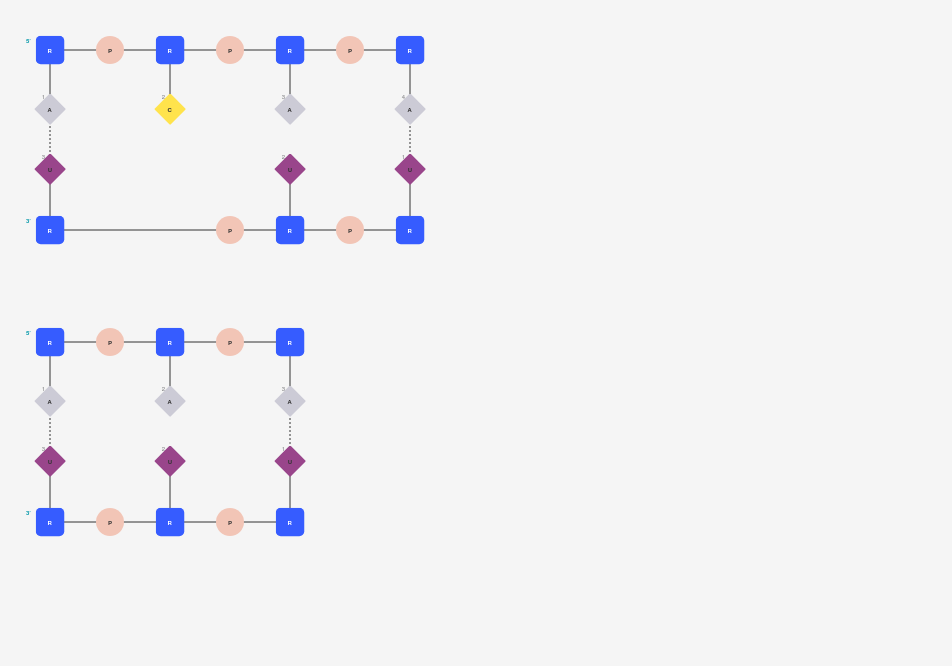 5' R P R P R P R
1 2 3 4
A C A A
3 2 1
U U U
3' R P R P R
5' R P R P R
1 2 3
A A A
3 2 1
U U U
3' R P R P R